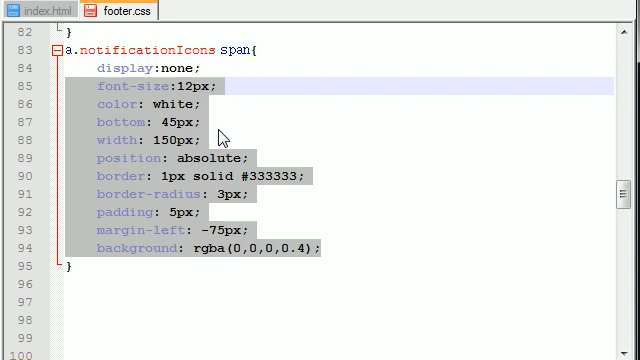 index.html footer.css
82 }
83 a.notificationIcons span{
84 display:none;
85 font-size:12px;
86 color: white;
87 bottom: 45px;
88 width: 150px;
89 position: absolute;
90 border: 1px solid #333333;
91 border-radius: 3px;
92 padding: 5px;
93 margin-left: -75px;
94 background: rgba(0,0,0,0.4);
95 }
96
97
98
99
100